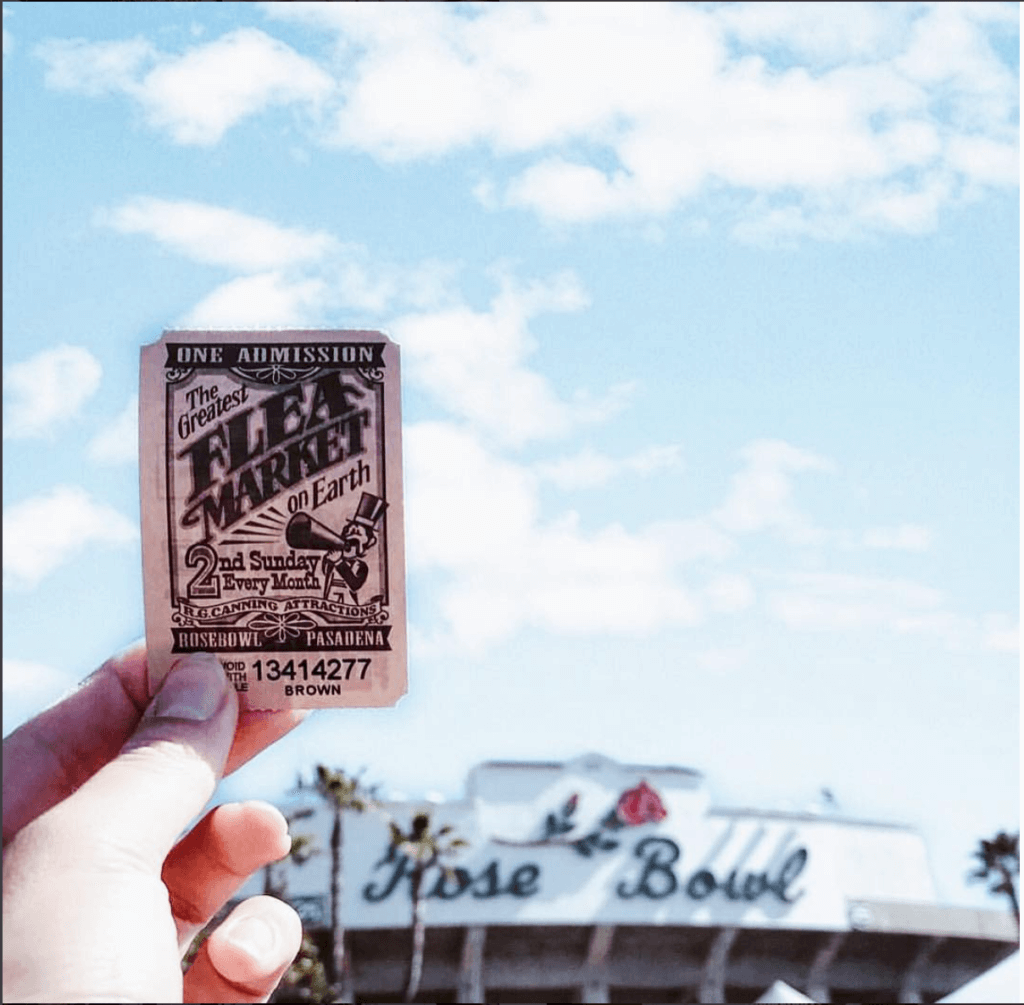 ONE ADMISSION
The
Greatest
FLEA
MARKET
on Earth
2nd Sunday
Every Month
R.G. CANNING ATTRACTIONS
ROSEBOWL PASADENA
13414277
BROWN
Rose Bowl